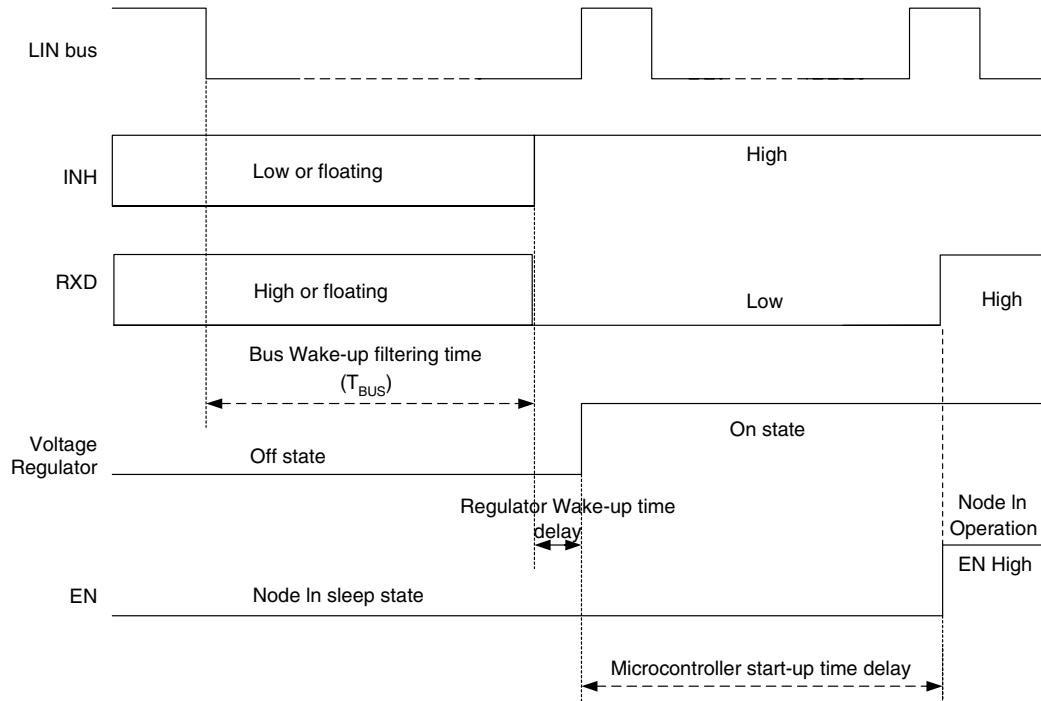 LIN bus
INH
Low or floating
High
RXD
High or floating
Low
High
Bus Wake-up filtering time
(TBUS)
Voltage
Regulator
Off state
On state
Regulator Wake-up time
delay
Node In
Operation
EN
Node In sleep state
EN High
Microcontroller start-up time delay